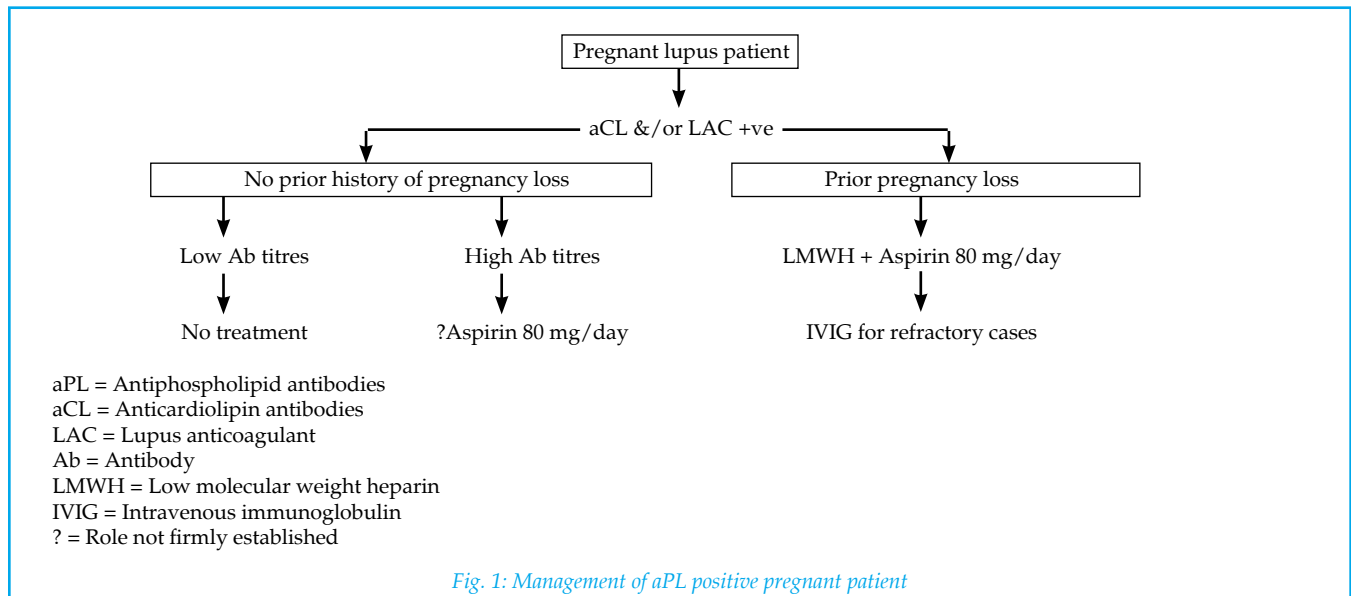 Pregnant lupus patient
aCL &/or LAC +ve
No prior history of pregnancy loss
Prior pregnancy loss
Low Ab titres
High Ab titres
LMWH + Aspirin 80 mg/day
No treatment
?Aspirin 80 mg/day
IVIG for refractory cases
aPL = Antiphospholipid antibodies
aCL = Anticardiolipin antibodies
LAC = Lupus anticoagulant
Ab = Antibody
LMWH = Low molecular weight heparin
IVIG = Intravenous immunoglobulin
? = Role not firmly established
Fig. 1: Management of aPL positive pregnant patient